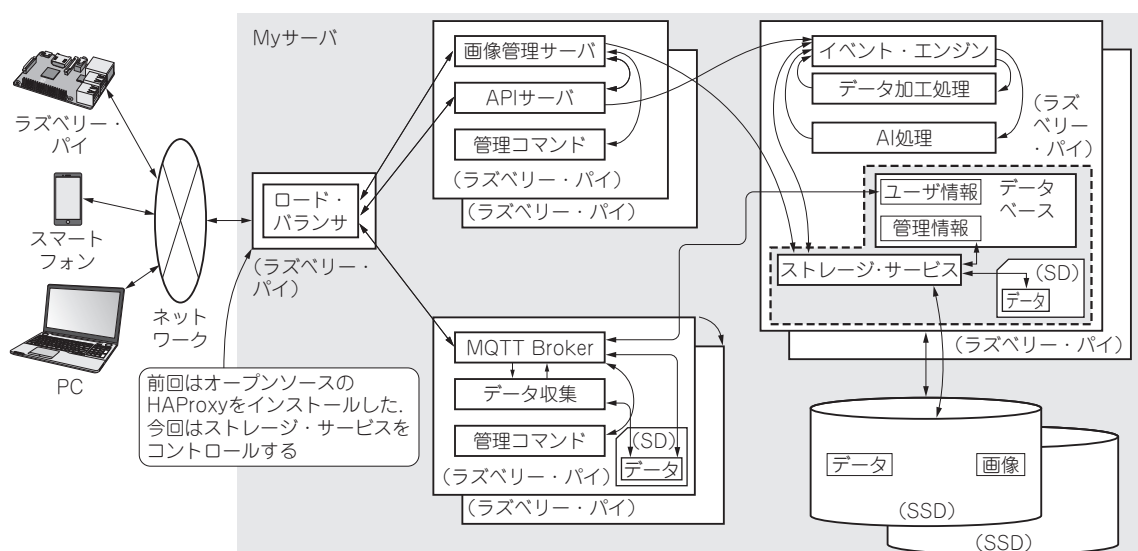 Myサーバ
ラズベリー・
パイ
スマート
フォン
PC
ネット
ワーク
ロード・
バランサ
(ラズベリー・
パイ)
前回はオープンソースの
HAProxyをインストールした.
今回はストレージ・サービスを
コントロールする
画像管理サーバ
APIサーバ
管理コマンド
(ラズベリー・パイ)
(ラズベリー・パイ)
MQTT Broker
データ収集
管理コマンド
(SD)
データ
(ラズベリー・パイ)
(ラズベリー・パイ)
イベント・エンジン
データ加工処理
AI処理
(ラズ
ベリー
・パイ)
ユーザ情報
管理情報
データ
ベース
ストレージ・サービス
(SD)
データ
(ラズベリー・パイ)
データ
画像
(SSD)
(SSD)